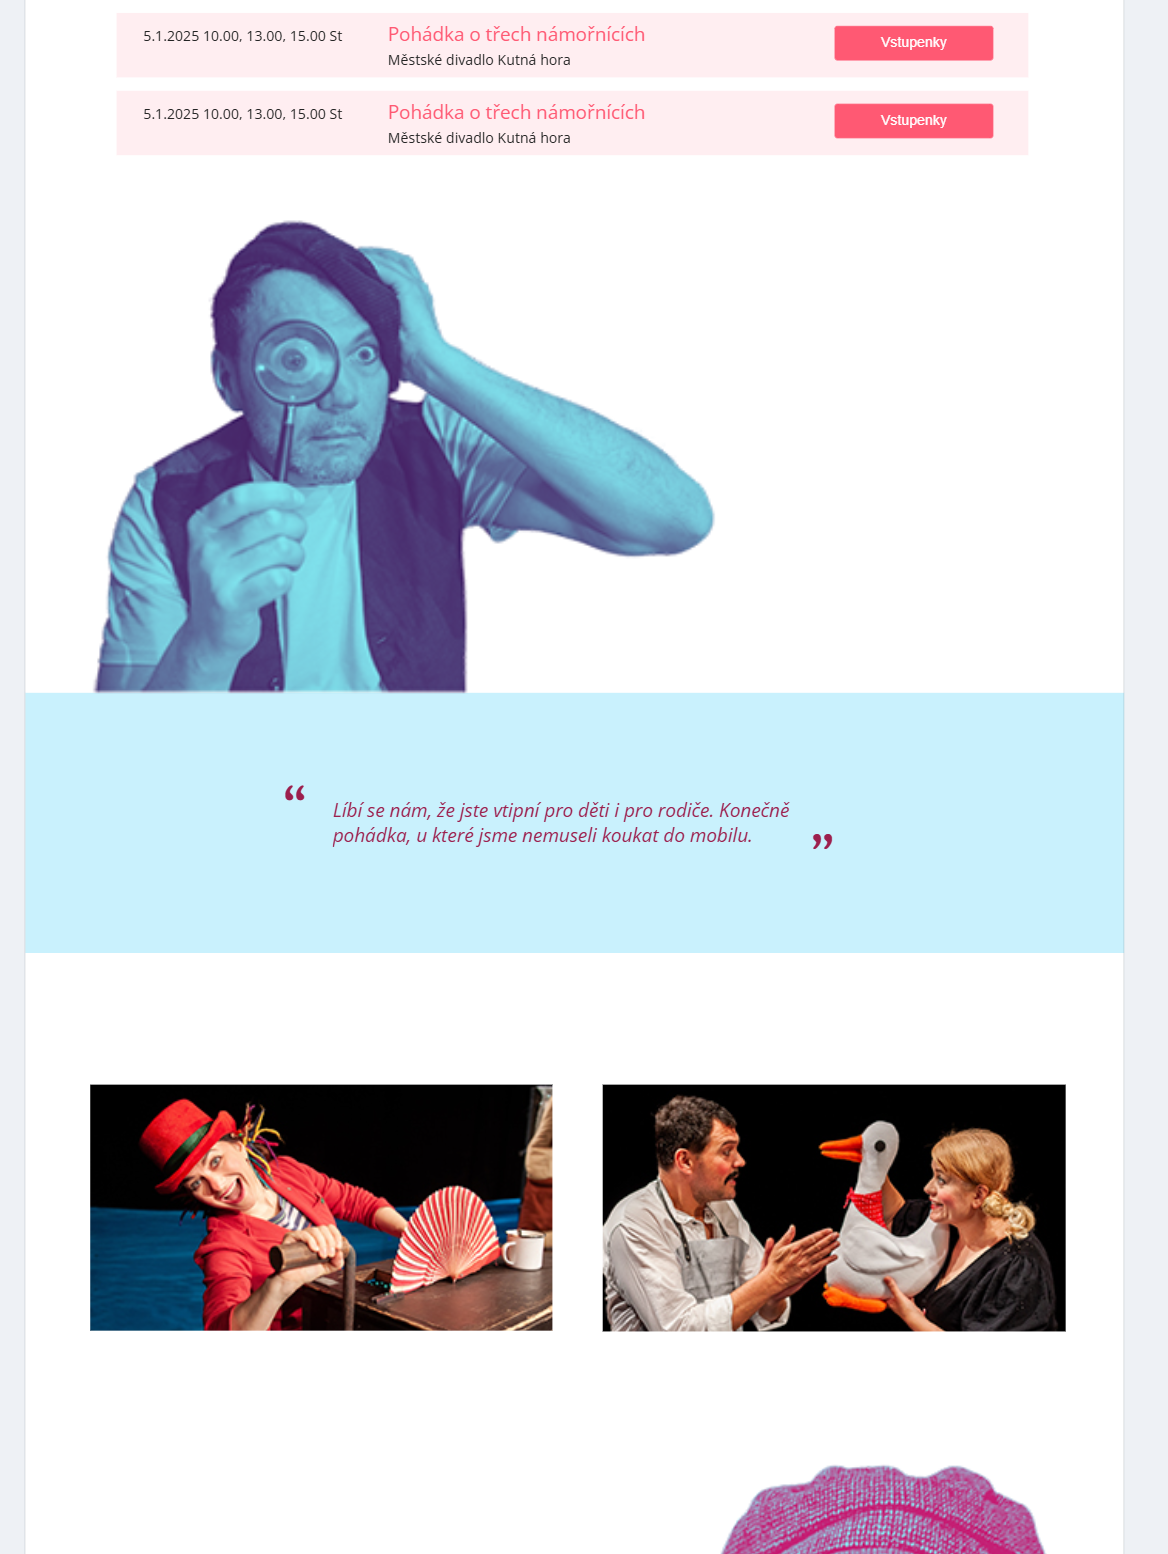 5.1.2025 10.00, 13.00, 15.00 St
Pohádka o třech námořnících
Městské divadlo Kutná hora
Vstupenky
5.1.2025 10.00, 13.00, 15.00 St
Pohádka o třech námořnících
Městské divadlo Kutná hora
Vstupenky
“ Líbí se nám, že jste vtipní pro děti i pro rodiče. Konečně
pohádka, u které jsme nemuseli koukat do mobilu. ”